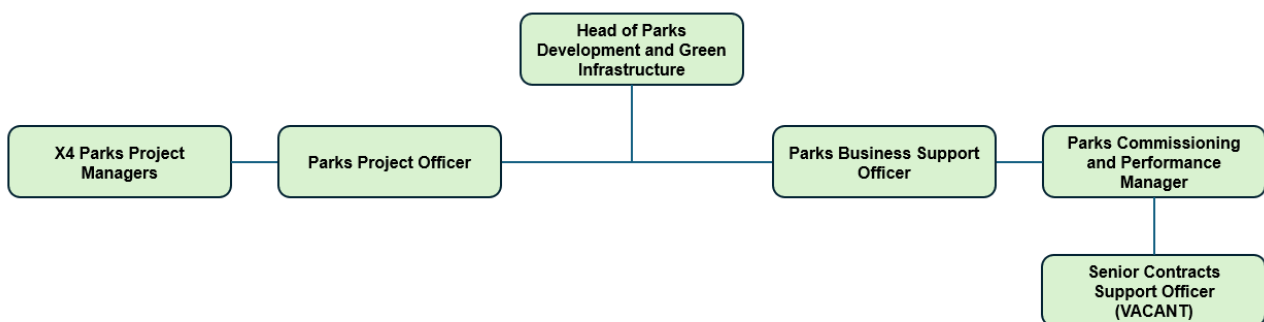 Head of Parks
Development and Green
Infrastructure
X4 Parks Project
Managers
Parks Project Officer
Parks Business Support
Officer
Parks Commissioning
and Performance
Manager
Senior Contracts
Support Officer
(VACANT)